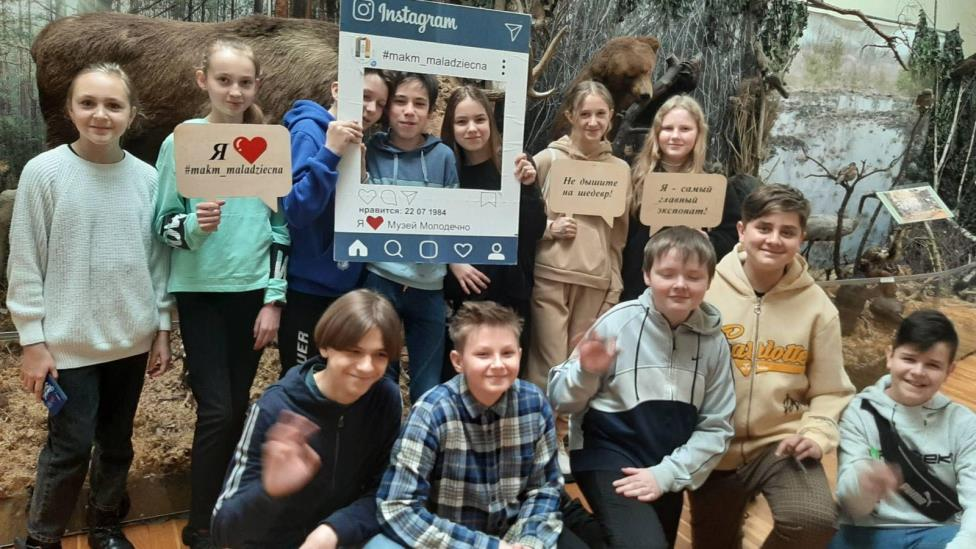 Instagram
#makm_maladziecna
Я ❤
#makm_maladziecna
нравится: 22 07 1984
Я ❤ Музей Молодечно
Не дышите
на шедевр!
Я - самый
главный
экспонат!